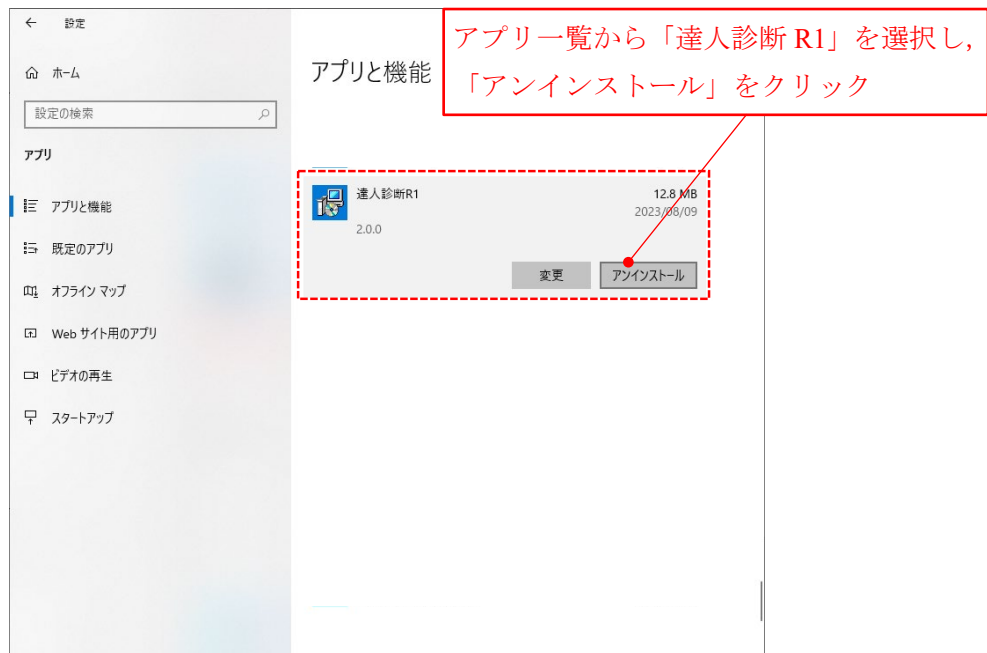 設定
アプリ一覧から「達人診断 R1」を選択し,
「アンインストール」をクリック
ホーム
設定の検索
アプリ
アプリと機能
既定のアプリ
オフライン マップ
Web サイト用のアプリ
ビデオの再生
スタートアップ
アプリと機能
達人診断R1
12.8 MB
2023/08/09
2.0.0
変更
アンインストール